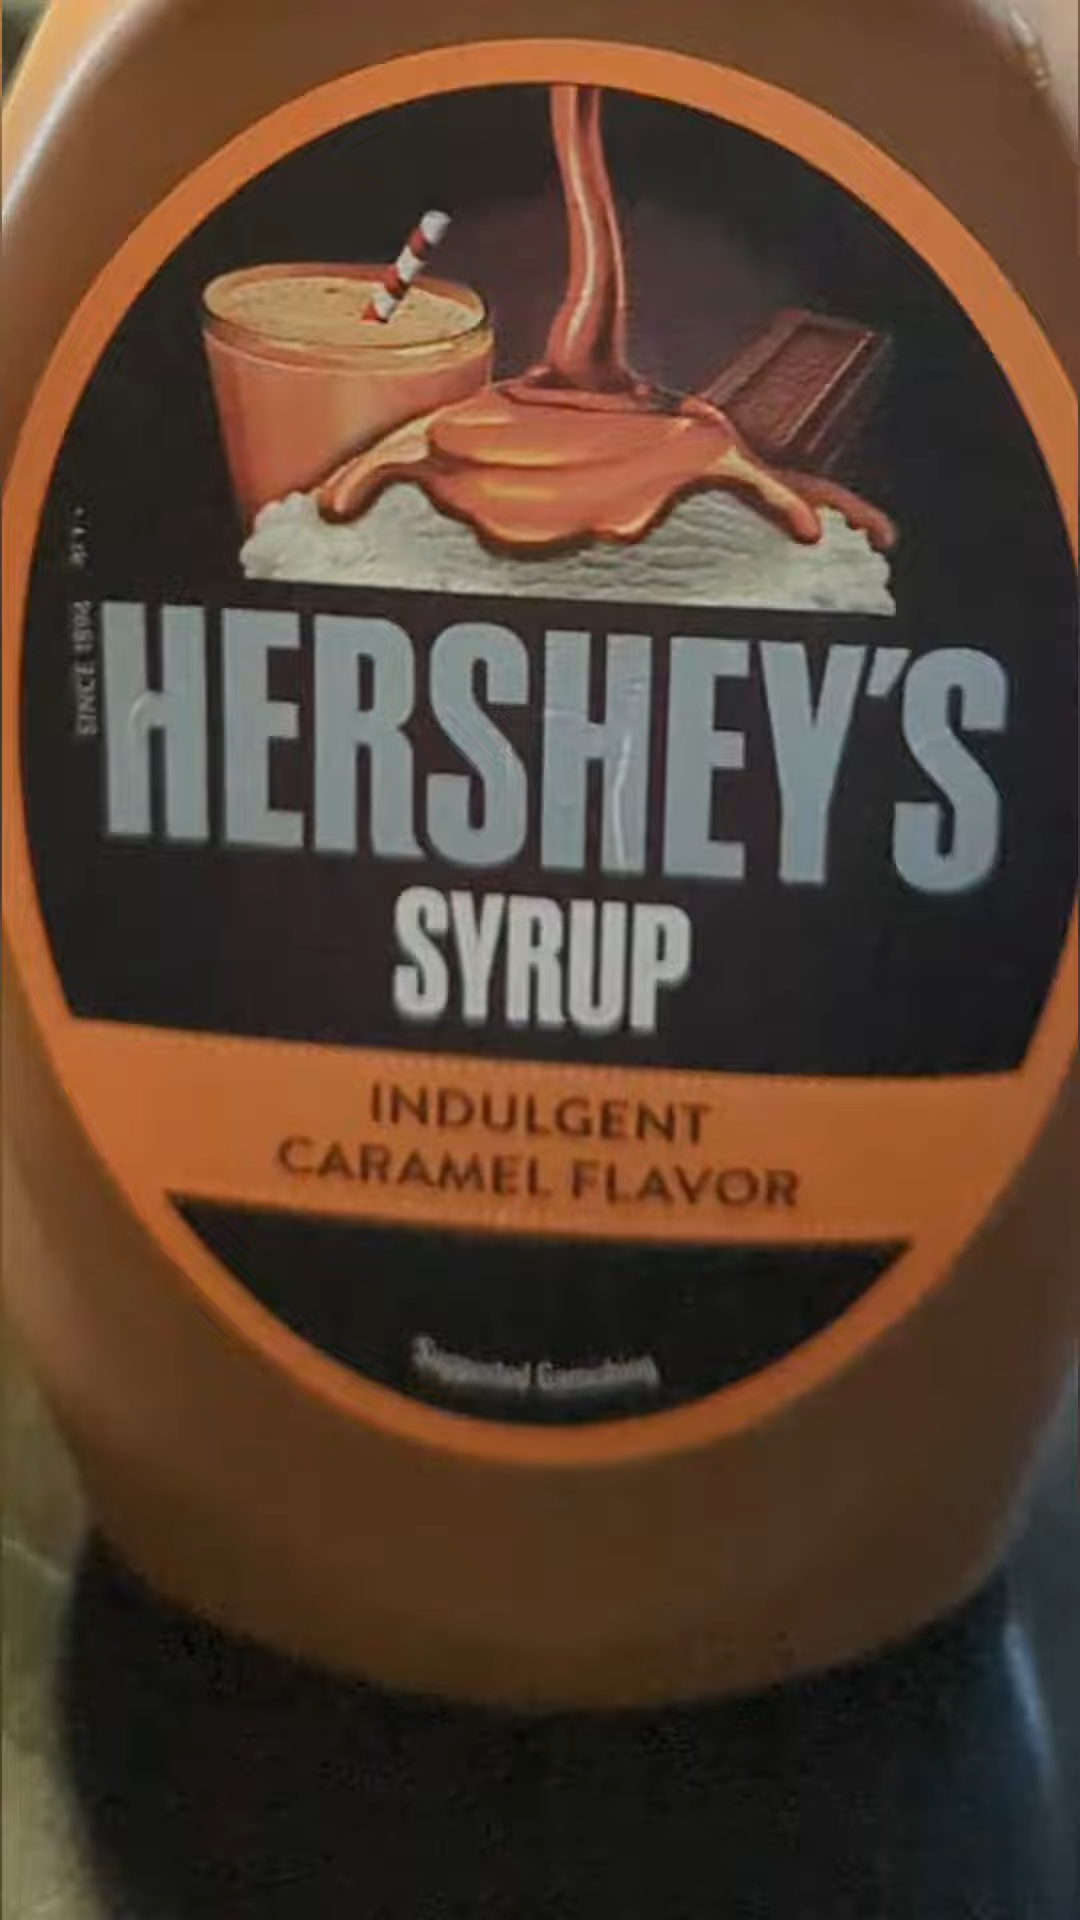 SINCE 1894
HERSHEY'S
SYRUP
INDULGENT
CARAMEL FLAVOR